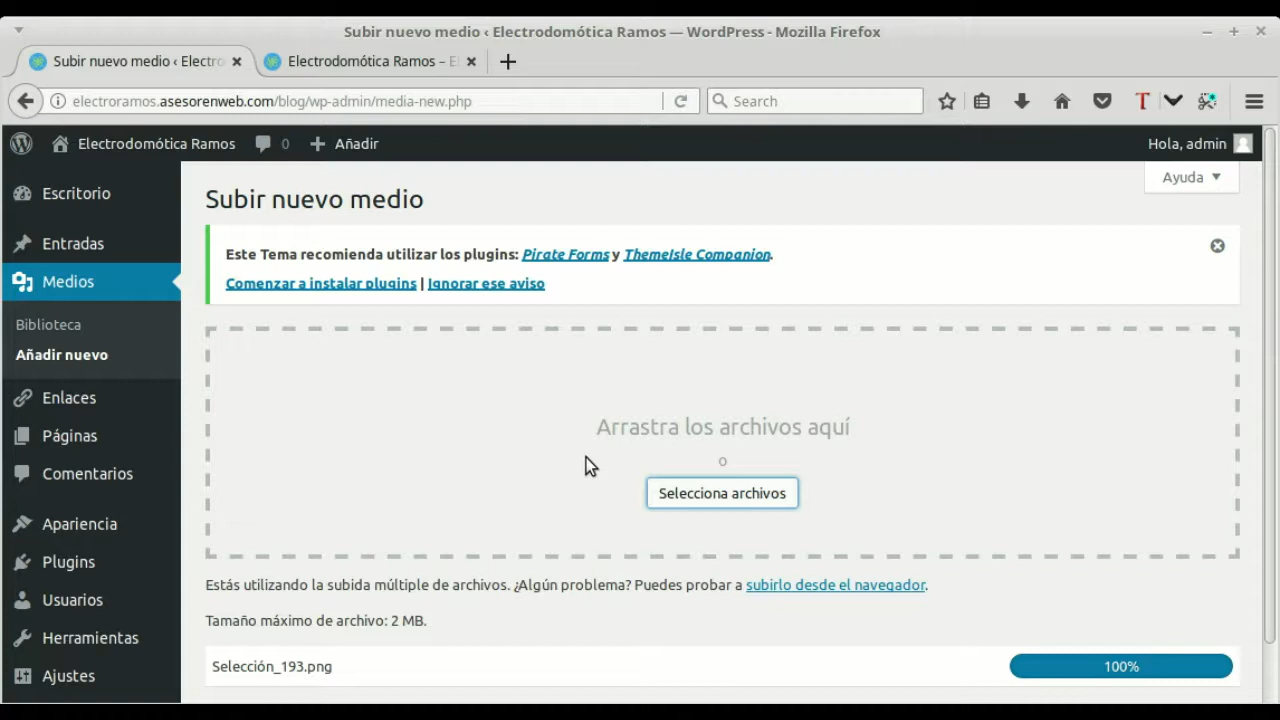 Subir nuevo medio ‹ Electrodomótica Ramos — WordPress - Mozilla Firefox
Subir nuevo medio ‹ Electro
Electrodomótica Ramos – E
electroramos.asesorenweb.com/blog/wp-admin/media-new.php
Search
Electrodomótica Ramos
0
Añadir
Hola, admin
Escritorio
Entradas
Medios
Biblioteca
Añadir nuevo
Enlaces
Páginas
Comentarios
Apariencia
Plugins
Usuarios
Herramientas
Ajustes
Ayuda
Subir nuevo medio
Este Tema recomienda utilizar los plugins: Pirate Forms y ThemeIsle Companion.
Comenzar a instalar plugins | Ignorar ese aviso
Arrastra los archivos aquí
o
Selecciona archivos
Estás utilizando la subida múltiple de archivos. ¿Algún problema? Puedes probar a subirlo desde el navegador.
Tamaño máximo de archivo: 2 MB.
Selección_193.png
100%